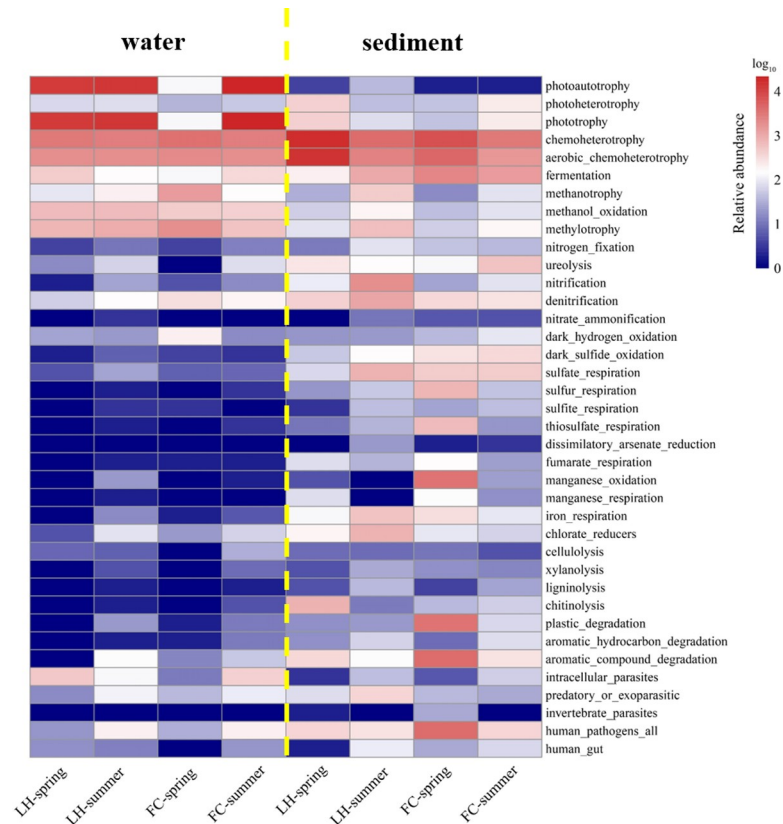 water
sediment
log10
4
3
2
1
0
Relative abundance
photoautotrophy
photoheterotrophy
phototrophy
chemoheterotrophy
aerobic_chemoheterotrophy
fermentation
methanotrophy
methanol_oxidation
methylotrophy
nitrogen_fixation
ureolysis
nitrification
denitrification
nitrate_ammonification
dark_hydrogen_oxidation
dark_sulfide_oxidation
sulfate_respiration
sulfur_respiration
sulfite_respiration
thiosulfate_respiration
dissimilatory_arsenate_reduction
fumarate_respiration
manganese_oxidation
manganese_respiration
iron_respiration
chlorate_reducers
cellulolysis
xylanolysis
ligninolysis
chitinolysis
plastic_degradation
aromatic_hydrocarbon_degradation
aromatic_compound_degradation
intracellular_parasites
predatory_or_exoparasitic
invertebrate_parasites
human_pathogens_all
human_gut
LH-spring
LH-summer
FC-spring
FC-summer
LH-spring
LH-summer
FC-spring
FC-summer